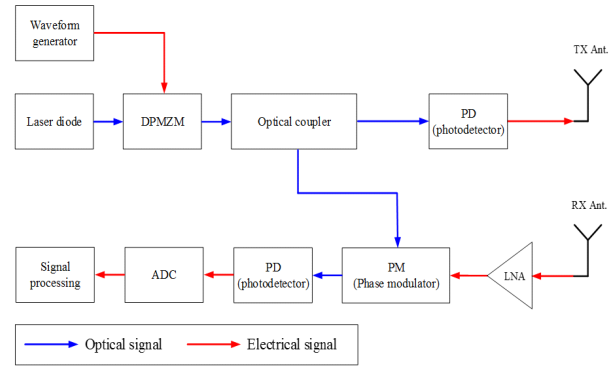 Waveform
generator
TX Ant.
Laser diode
DPMZM
Optical coupler
PD
(photodetector)
RX Ant.
Signal
processing
ADC
PD
(photodetector)
PM
(Phase modulator)
LNA
Optical signal
Electrical signal